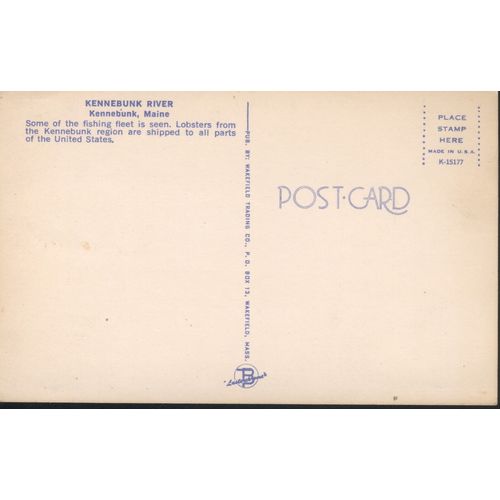 KENNEBUNK RIVER
Kennebunk, Maine
Some of the fishing fleet is seen. Lobsters from
the Kennebunk region are shipped to all parts
of the United States.
PUB. BY: WAKEFIELD TRADING CO., P. O. BOX 13, WAKEFIELD, MASS.
POST·CARD
PLACE
STAMP
HERE
MADE IN U.S.A.
K-15177